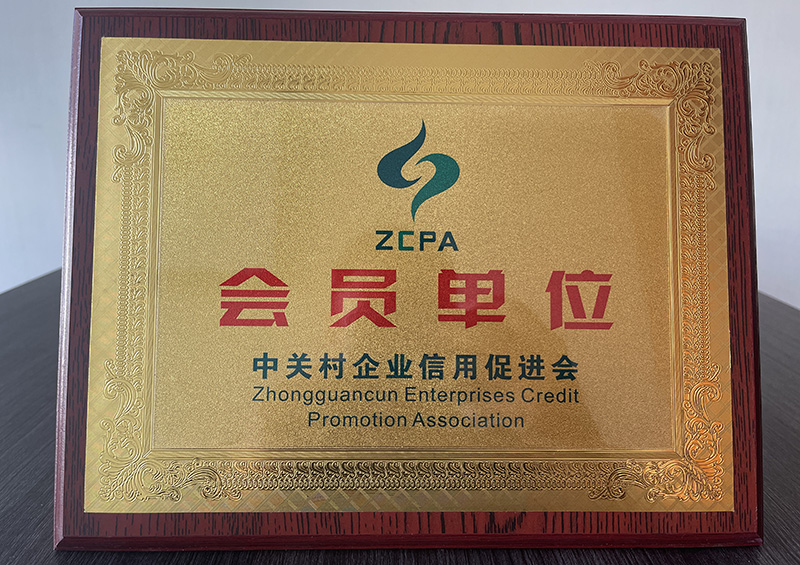 ZCPA
会员单位
中关村企业信用促进会
Zhongguancun Enterprises Credit
Promotion Association